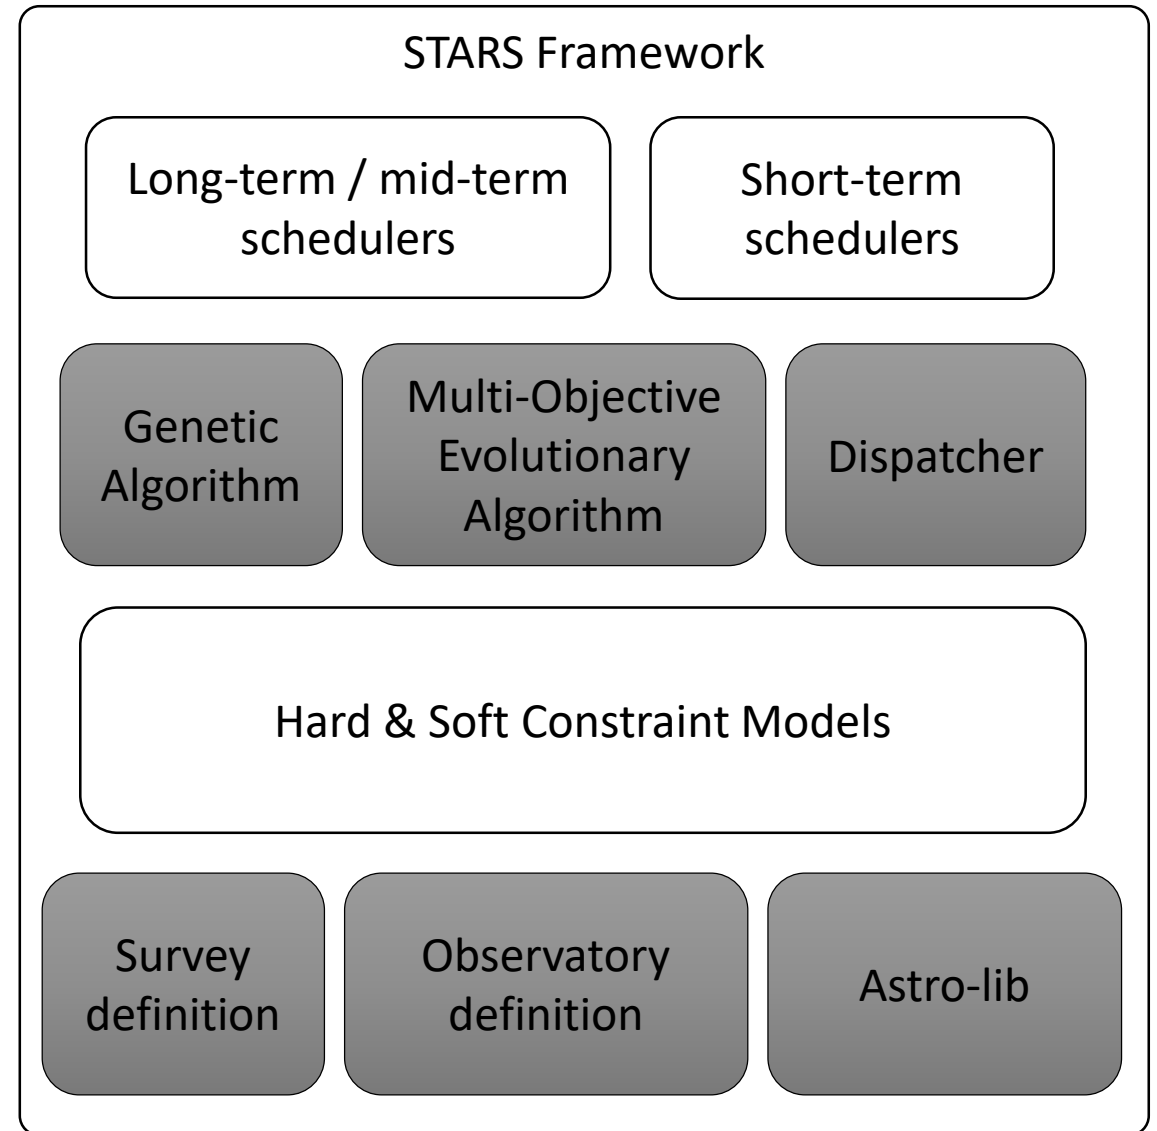 STARS Framework
Long-term / mid-term
schedulers
Short-term
schedulers
Genetic
Algorithm
Multi-Objective
Evolutionary
Algorithm
Dispatcher
Hard & Soft Constraint Models
Survey
definition
Observatory
definition
Astro-lib